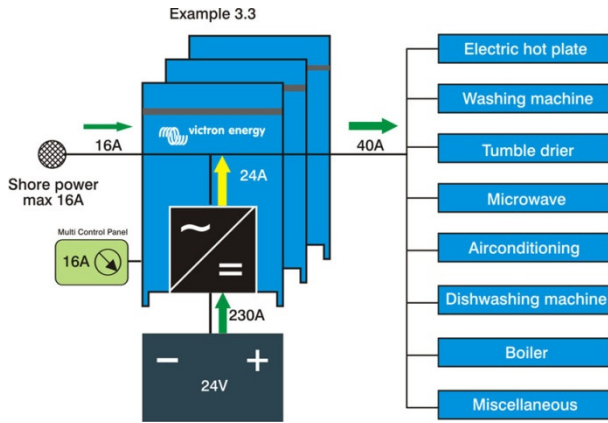 Example 3.3
Electric hot plate
Washing machine
victron energy
16A
40A
Tumble drier
Shore power
max 16A
24A
Microwave
Multi Control Panel
16A
Airconditioning
Dishwashing machine
230A
Boiler
24V
Miscellaneous